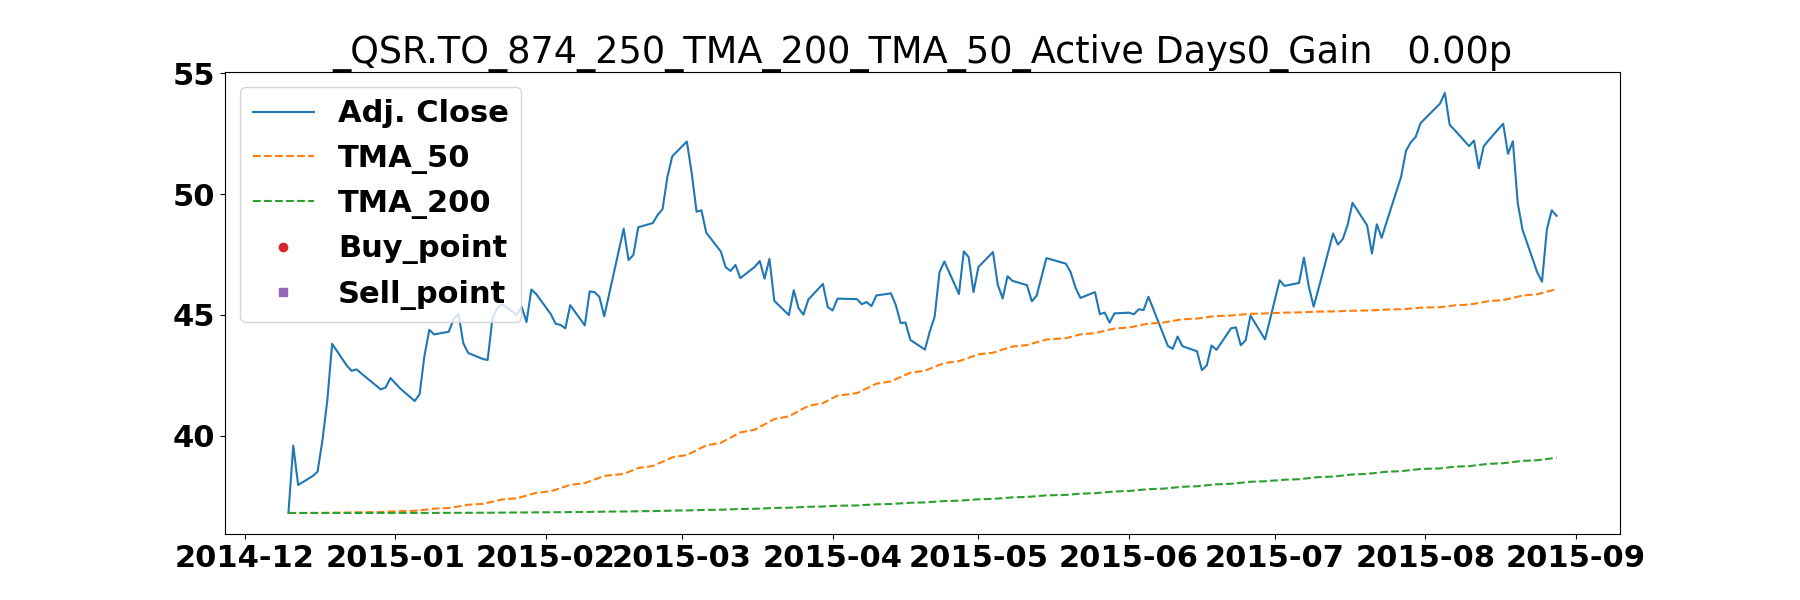 _QSR.TO_874_250_TMA_200_TMA_50_Active Days0_Gain   0.00p
55
50
45
40
Adj. Close
TMA_50
TMA_200
Buy_point
Sell_point
2014-12 2015-01 2015-02 2015-03 2015-04 2015-05 2015-06 2015-07 2015-08 2015-09